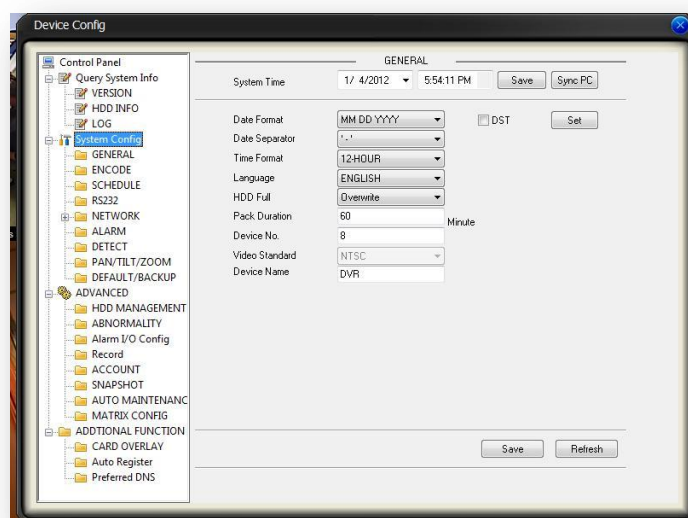 Device Config
Control Panel
Query System Info
VERSION
HDD INFO
LOG
System Config
GENERAL
ENCODE
SCHEDULE
RS232
NETWORK
ALARM
DETECT
PAN/TILT/ZOOM
DEFAULT/BACKUP
ADVANCED
HDD MANAGEMENT
ABNORMALITY
Alarm I/O Config
Record
ACCOUNT
SNAPSHOT
AUTO MAINTENANC
MATRIX CONFIG
ADDTIONAL FUNCTION
CARD OVERLAY
Auto Register
Preferred DNS
GENERAL
System Time 1/ 4/2012 5:54:11 PM Save Sync PC
Date Format MM DD YYYY DST Set
Date Separator '-'
Time Format 12-HOUR
Language ENGLISH
HDD Full Overwrite
Pack Duration 60 Minute
Device No. 8
Video Standard NTSC
Device Name DVR
Save Refresh